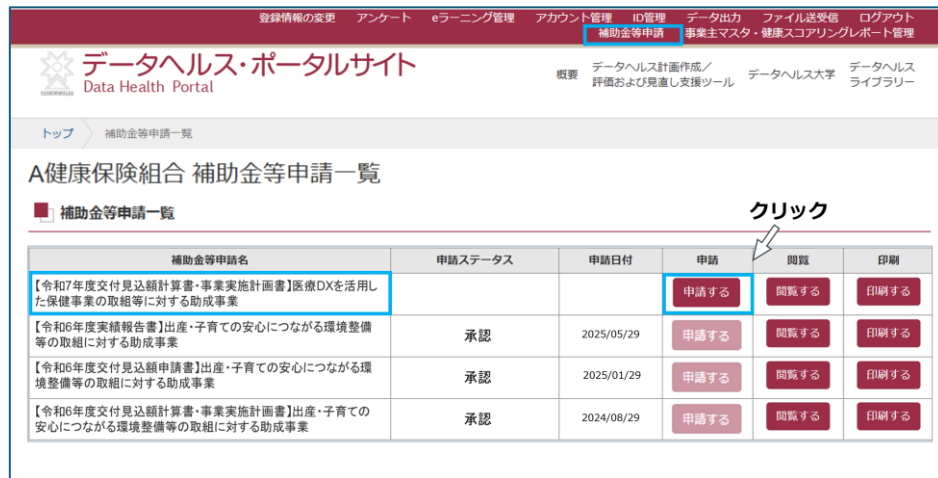 登録情報の変更 アンケート eラーニング管理 アカウント管理 ID管理 データ出力 ファイル送受信 ログアウト
補助金等申請 事業主マスタ・健康スコアリングレポート管理
データヘルス・ポータルサイト
Data Health Portal
概要 データヘルス計画作成／
評価および見直し支援ツール データヘルス大学 データヘルス
ライブラリー
トップ 補助金等申請一覧
A健康保険組合 補助金等申請一覧
補助金等申請一覧
クリック
補助金等申請名 申請ステータス 申請日付 申請 閲覧 印刷
【令和7年度交付見込額計算書・事業実施計画書】医療DXを活用し
た保健事業の取組等に対する助成事業 申請する 閲覧する 印刷する
【令和6年度実績報告書】出産・子育ての安心につながる環境整備
等の取組に対する助成事業 承認 2025/05/29 申請する 閲覧する 印刷する
【令和6年度交付見込額申請書】出産・子育ての安心につながる環
境整備等の取組に対する助成事業 承認 2025/01/29 申請する 閲覧する 印刷する
【令和6年度交付見込額計算書・事業実施計画書】出産・子育ての
安心につながる環境整備等の取組に対する助成事業 承認 2024/08/29 申請する 閲覧する 印刷する